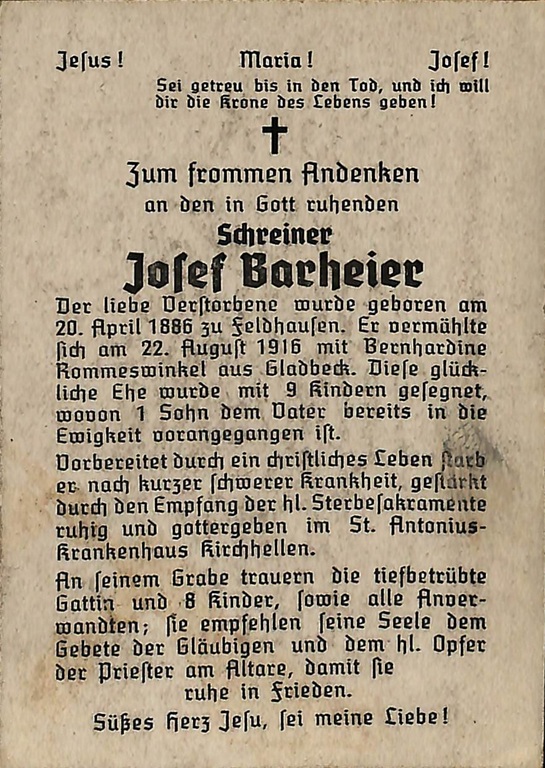 Jesus! Maria! Josef!
Sei getreu bis in den Tod, und ich will
dir die Krone des Lebens geben!
Zum frommen Andenken
an den in Gott ruhenden
Schreiner
Josef Barheier
Der liebe Verstorbene wurde geboren am
20. April 1886 zu Feldhausen. Er vermählte
sich am 22. August 1916 mit Bernhardine
Rommeswinkel aus Gladbeck. Diese glück-
liche Ehe wurde mit 9 Kindern gesegnet,
wovon 1 Sohn dem Vater bereits in die
Ewigkeit vorangegangen ist.
Vorbereitet durch ein christliches Leben starb
er nach kurzer schwerer Krankheit, gestärkt
durch den Empfang der hl. Sterbesakramente
ruhig und gottergeben im St. Antonius-
Krankenhaus Kirchhellen.
An seinem Grabe trauern die tiefbetrübte
Gattin und 8 Kinder, sowie alle Anver-
wandten; sie empfehlen seine Seele dem
Gebete der Gläubigen und dem hl. Opfer
der Priester am Altare, damit sie
ruhe in Frieden.
Süßes Herz Jesu, sei meine Liebe!